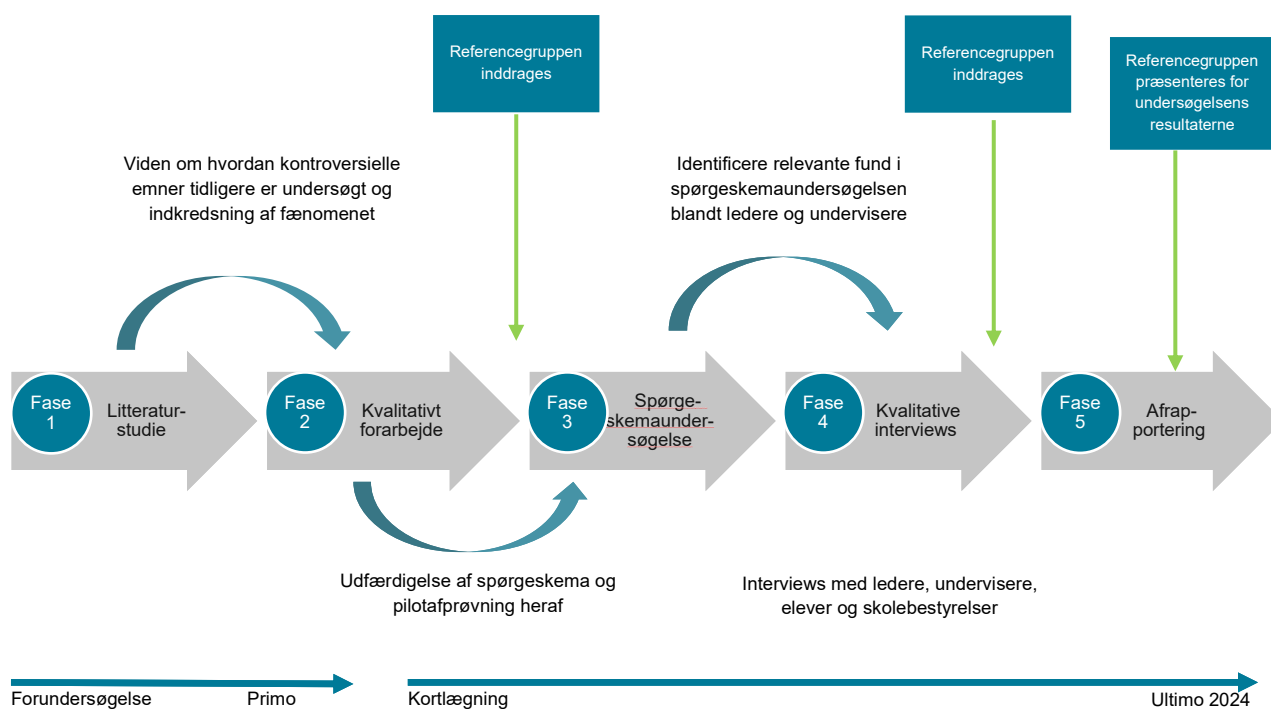 Referencegruppen
inddrages
Referencegruppen
inddrages
Referencegruppen
præsenteres for
undersøgelsens
resultaterne
Viden om hvordan kontroversielle
emner tidligere er undersøgt og
indkredsning af fænomenet
Identificere relevante fund i
spørgeskemaundersøgelsen
blandt ledere og undervisere
Fase
1
Litteratur-
studie
Fase
2
Kvalitativt
forarbejde
Fase
3
Spørge-
skemaunder-
søgelse
Fase
4
Kvalitative
interviews
Fase
5
Afrap-
portering
Udfærdigelse af spørgeskema og
pilotafprøvning heraf
Interviews med ledere, undervisere,
elever og skolebestyrelser
Forundersøgelse Primo
Kortlægning Ultimo 2024